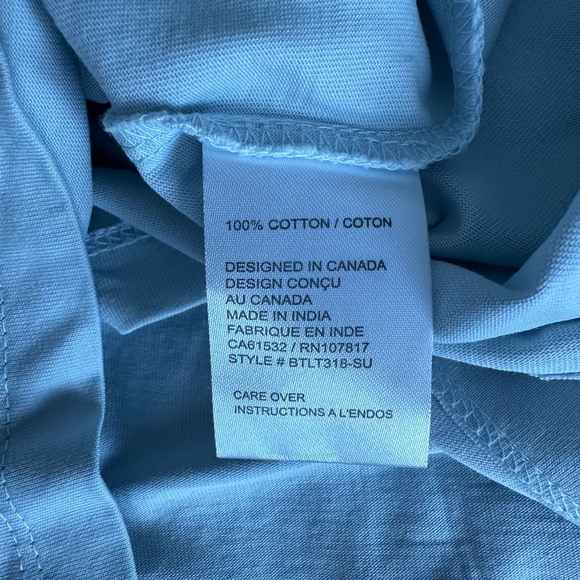 100% COTTON / COTON
DESIGNED IN CANADA
DESIGN CONÇU
AU CANADA
MADE IN INDIA
FABRIQUE EN INDE
CA61532 / RN107817
STYLE # BTLT318-SU
CARE OVER
INSTRUCTIONS A L'ENDOS